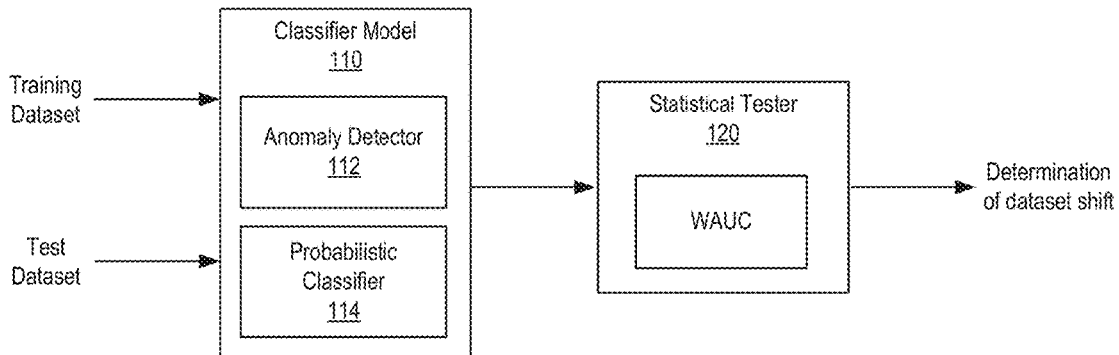 Training
Dataset
Test
Dataset
Classifier Model
110
Anomaly Detector
112
Probabilistic
Classifier
114
Statistical Tester
120
WAUC
Determination
of dataset shift